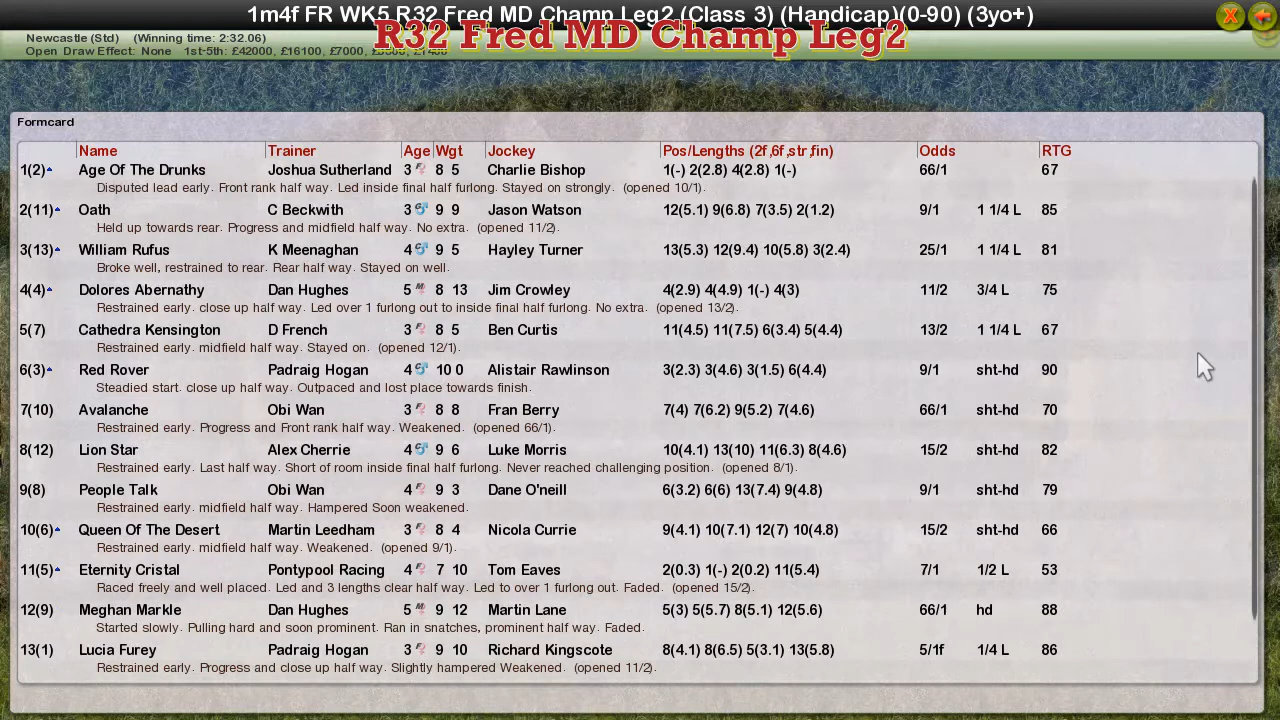 1m4f FR WK5 R32 Fred MD Champ Leg2 (Class 3) (Handicap)(0-90) (3yo+)
R32 Fred MD Champ Leg2
Newcastle (Std) (Winning time: 2:32.06)
Open Draw Effect: None 1st-5th: £42000, £16100, £7000, £3500, £1400
Formcard
Name Trainer Age Wgt Jockey Pos/Lengths (2f,6f,str,fin) Odds RTG
1(2) Age Of The Drunks Joshua Sutherland 3 8 5 Charlie Bishop 1(-) 2(2.8) 4(2.8) 1(-) 66/1 67
Disputed lead early. Front rank half way. Led inside final half furlong. Stayed on strongly. (opened 10/1).
2(11) Oath C Beckwith 3 9 9 Jason Watson 12(5.1) 9(6.8) 7(3.5) 2(1.2) 9/1 1 1/4 L 85
Held up towards rear. Progress and midfield half way. No extra. (opened 11/2).
3(13) William Rufus K Meenaghan 4 9 5 Hayley Turner 13(5.3) 12(9.4) 10(5.8) 3(2.4) 25/1 1 1/4 L 81
Broke well, restrained to rear. Rear half way. Stayed on well.
4(4) Dolores Abernathy Dan Hughes 5 8 13 Jim Crowley 4(2.9) 4(4.9) 1(-) 4(3) 11/2 3/4 L 75
Restrained early. close up half way. Led over 1 furlong out to inside final half furlong. No extra. (opened 13/2).
5(7) Cathedra Kensington D French 3 8 5 Ben Curtis 11(4.5) 11(7.5) 6(3.4) 5(4.4) 13/2 1 1/4 L 67
Restrained early. midfield half way. Stayed on. (opened 12/1).
6(3) Red Rover Padraig Hogan 4 10 0 Alistair Rawlinson 3(2.3) 3(4.6) 3(1.5) 6(4.4) 9/1 sht-hd 90
Steadied start. close up half way. Outpaced and lost place towards finish.
7(10) Avalanche Obi Wan 3 8 8 Fran Berry 7(4) 7(6.2) 9(5.2) 7(4.6) 66/1 sht-hd 70
Restrained early. Progress and Front rank half way. Weakened. (opened 66/1).
8(12) Lion Star Alex Cherrie 4 9 6 Luke Morris 10(4.1) 13(10) 11(6.3) 8(4.6) 15/2 sht-hd 82
Restrained early. Last half way. Short of room inside final half furlong. Never reached challenging position. (opened 8/1).
9(8) People Talk Obi Wan 4 9 3 Dane O'neill 6(3.2) 6(6) 13(7.4) 9(4.8) 9/1 sht-hd 79
Restrained early. midfield half way. Hampered Soon weakened.
10(6) Queen Of The Desert Martin Leedham 3 8 4 Nicola Currie 9(4.1) 10(7.1) 12(7) 10(4.8) 15/2 sht-hd 66
Restrained early. midfield half way. Weakened. (opened 9/1).
11(5) Eternity Cristal Pontypool Racing 4 7 10 Tom Eaves 2(0.3) 1(-) 2(0.2) 11(5.4) 7/1 1/2 L 53
Raced freely and well placed. Led and 3 lengths clear half way. Led to over 1 furlong out. Faded. (opened 15/2).
12(9) Meghan Markle Dan Hughes 5 9 12 Martin Lane 5(3) 5(5.7) 8(5.1) 12(5.6) 66/1 hd 88
Started slowly. Pulling hard and soon prominent. Ran in snatches, prominent half way. Faded.
13(1) Lucia Furey Padraig Hogan 3 9 10 Richard Kingscote 8(4.1) 8(6.5) 5(3.1) 13(5.8) 5/1f 1/4 L 86
Restrained early. Progress and close up half way. Slightly hampered Weakened. (opened 11/2).